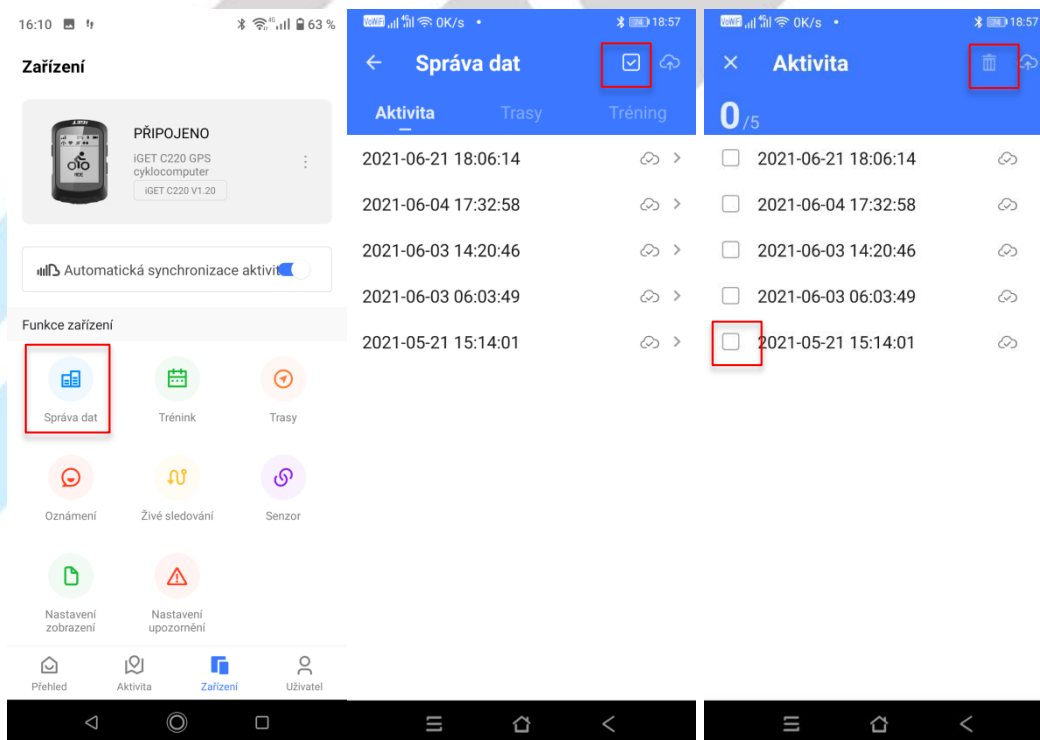 16:10
63 %
Zařízení
PŘIPOJENO
iGET C220 GPS
cyklocomputer
iGET C220 V1.20
Automatická synchronizace aktivit
Funkce zařízení
Správa dat
Trénink
Trasy
Oznámení
Živé sledování
Senzor
Nastavení
zobrazení
Nastavení
upozornění
Přehled
Aktivita
Zařízení
Uživatel
VoWiFi 0K/s 18:57
Správa dat
Aktivita Trasy Tréning
2021-06-21 18:06:14
2021-06-04 17:32:58
2021-06-03 14:20:46
2021-06-03 06:03:49
2021-05-21 15:14:01
VoWiFi 0K/s 18:57
Aktivita
0/5
2021-06-21 18:06:14
2021-06-04 17:32:58
2021-06-03 14:20:46
2021-06-03 06:03:49
2021-05-21 15:14:01